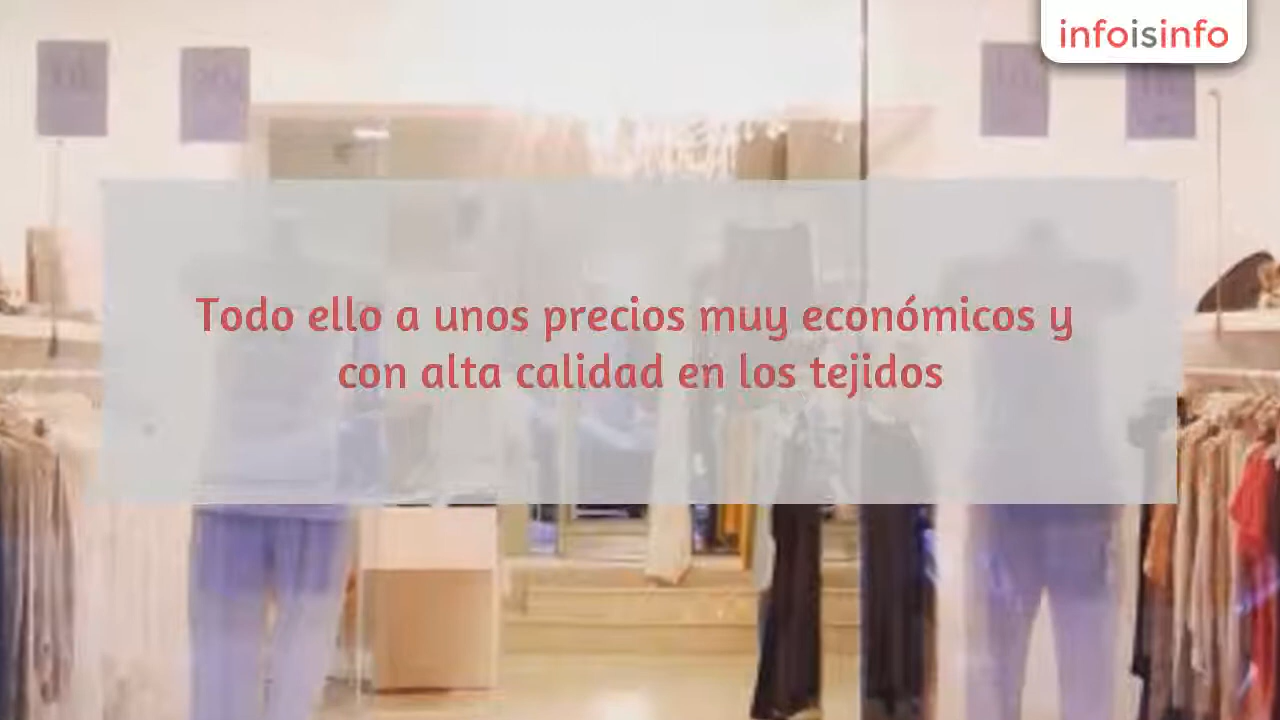 infoisinfo
Todo ello a unos precios muy económicos y
con alta calidad en los tejidos